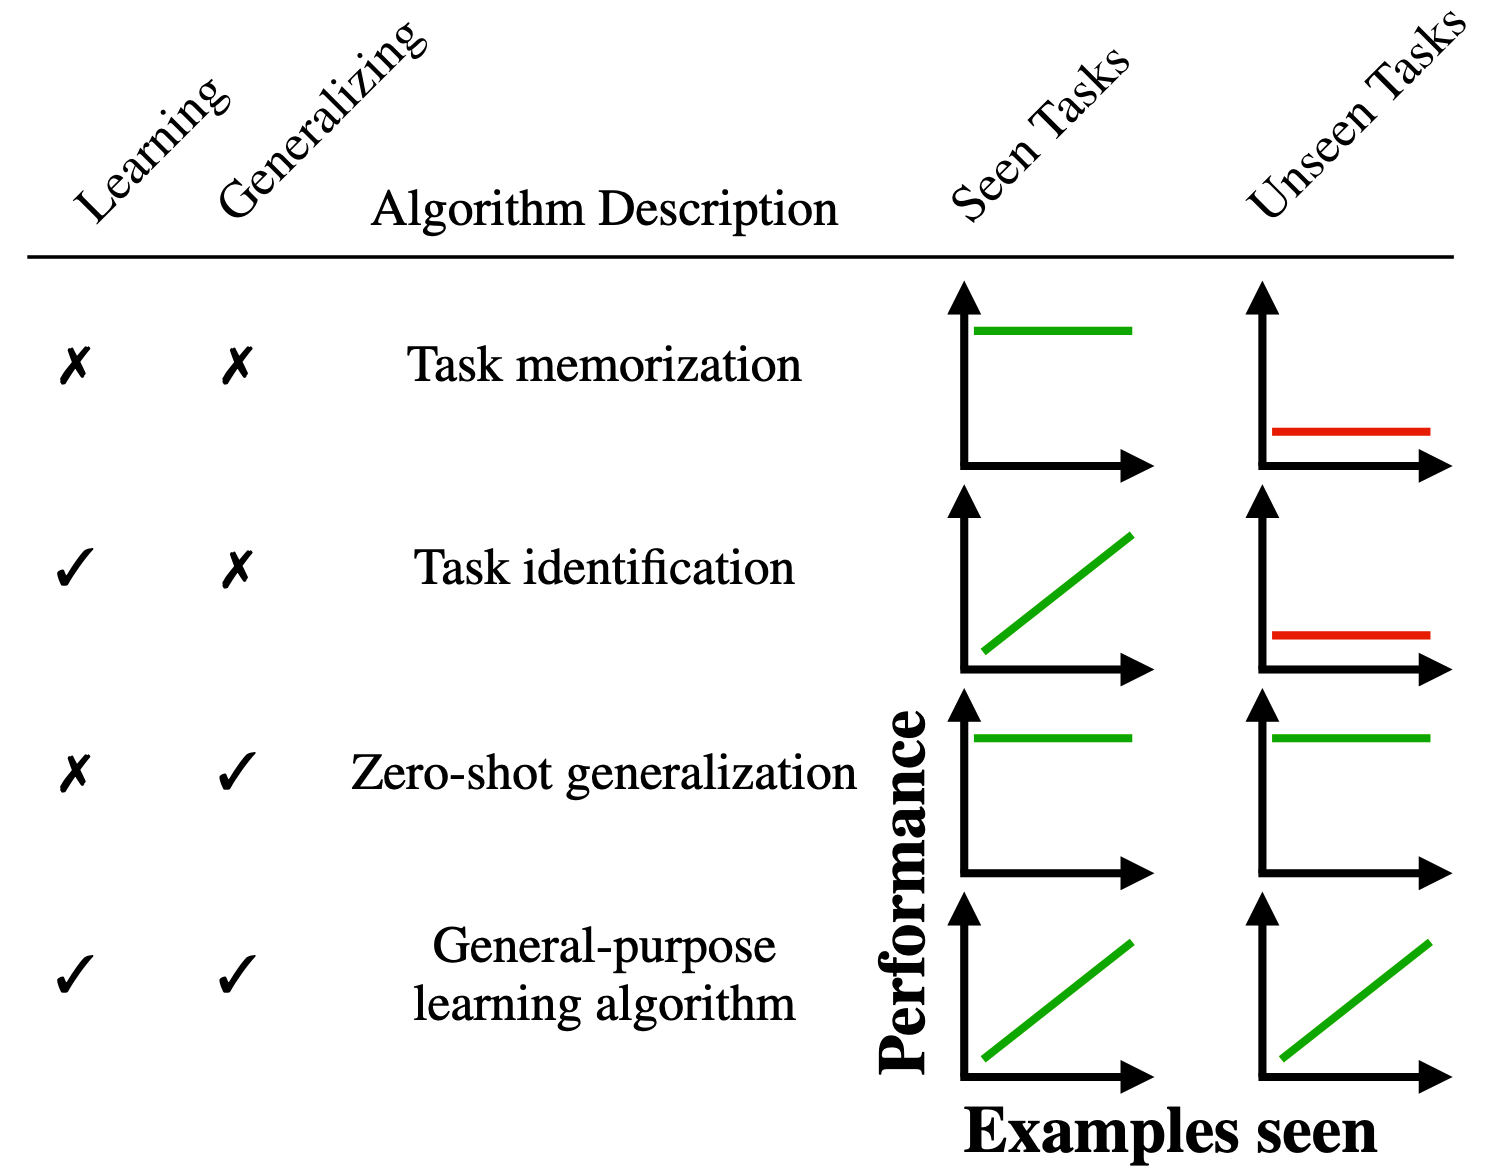 Learning
Generalizing
Algorithm Description
Seen Tasks
Unseen Tasks
✗ ✗ Task memorization
✓ ✗ Task identification
✗ ✓ Zero-shot generalization
✓ ✓ General-purpose
learning algorithm
Performance
Examples seen